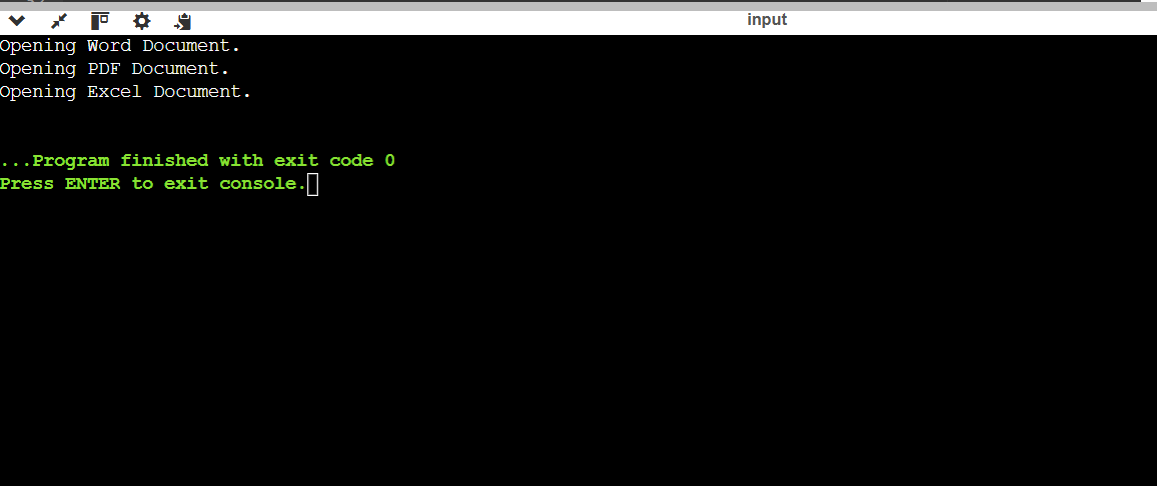 input
Opening Word Document.
Opening PDF Document.
Opening Excel Document.
...Program finished with exit code 0
Press ENTER to exit console.